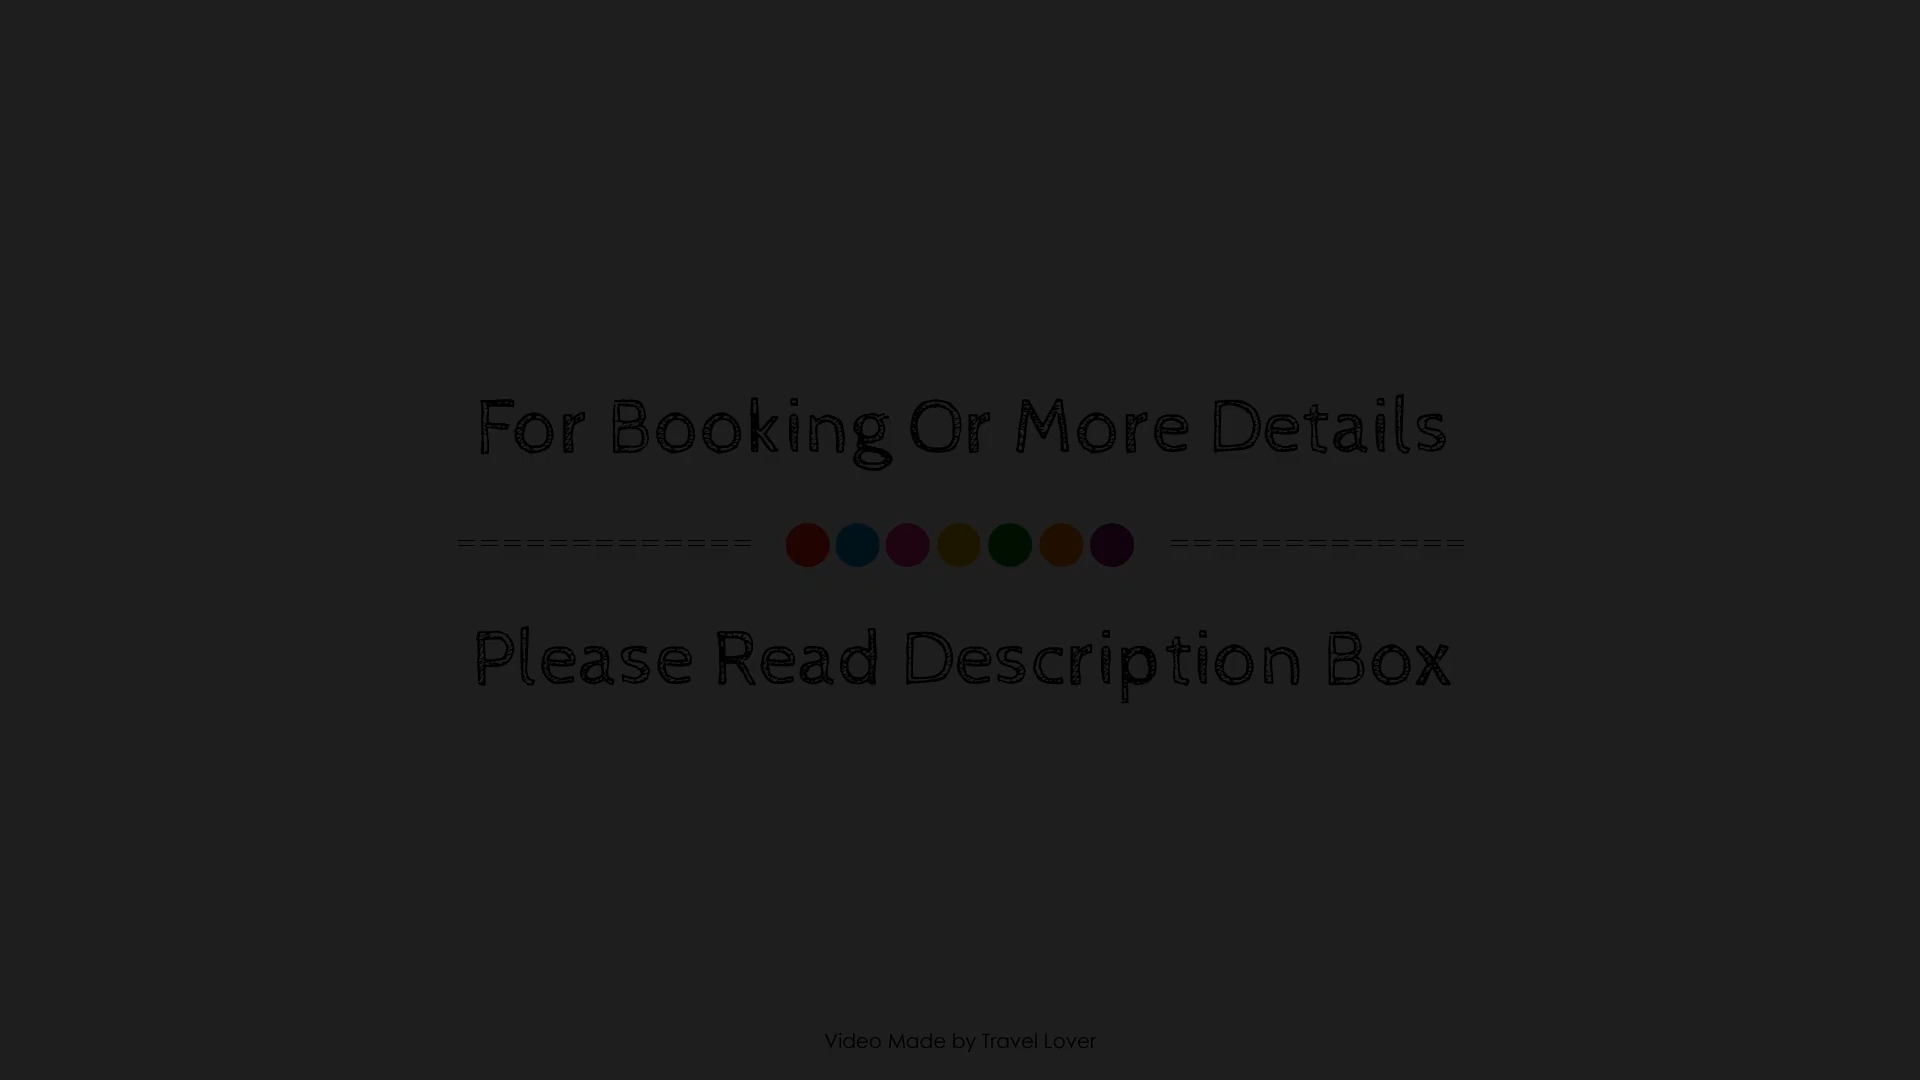 For Booking Or More Details
============= =============
Please Read Description Box
Video Made by Travel Lover